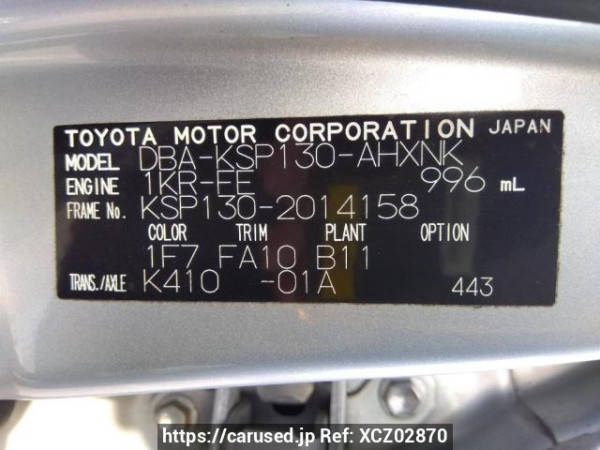 TOYOTA MOTOR CORPORATION JAPAN
MODEL DBA-KSP130-AHXNK
ENGINE 1KR-FE 996 mL
FRAME No. KSP130-2014158
COLOR TRIM PLANT OPTION
1F7 FA10 B11
TRANS./AXLE K410 -01A 443
https://carused.jp Ref: XCZ02870